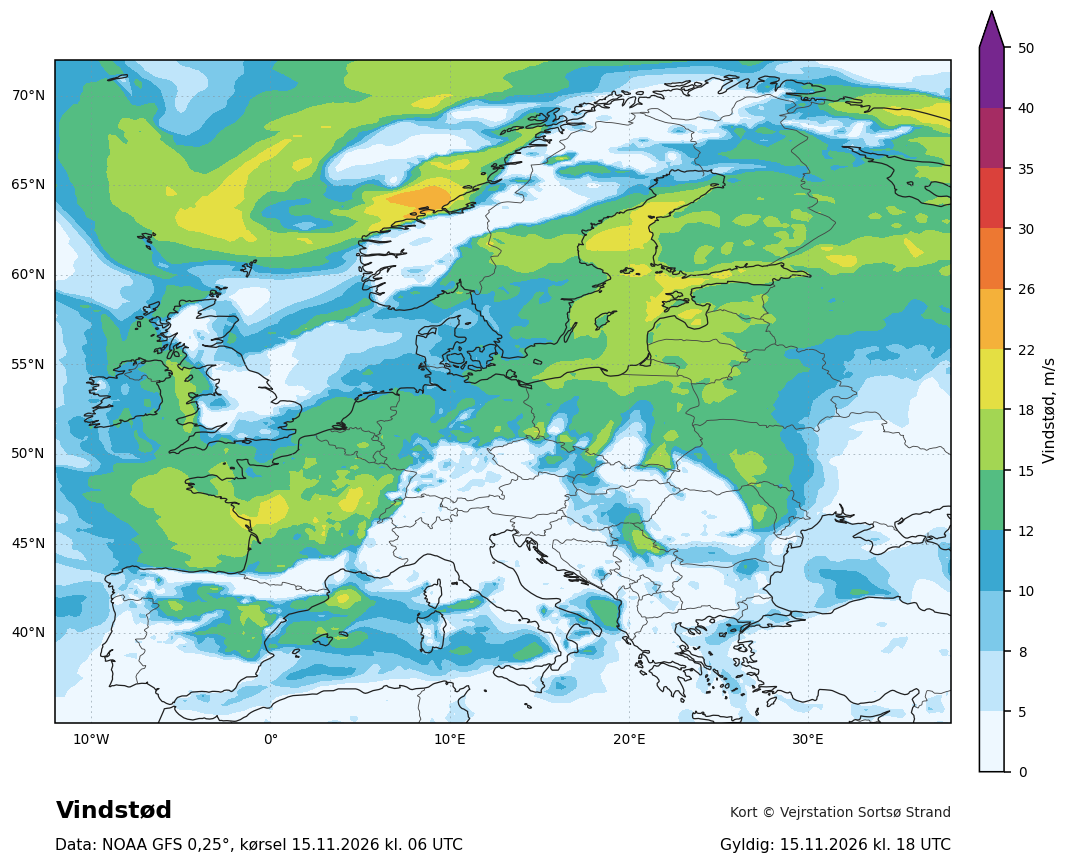 50
40
35
30
26
22
18
15
12
10
8
5
0
Vindstød, m/s
70°N
65°N
60°N
55°N
50°N
45°N
40°N
10°W
0°
10°E
20°E
30°E
Vindstød
Kort © Vejrstation Sortsø Strand
Data: NOAA GFS 0,25°, kørsel 15.11.2026 kl. 06 UTC
Gyldig: 15.11.2026 kl. 18 UTC